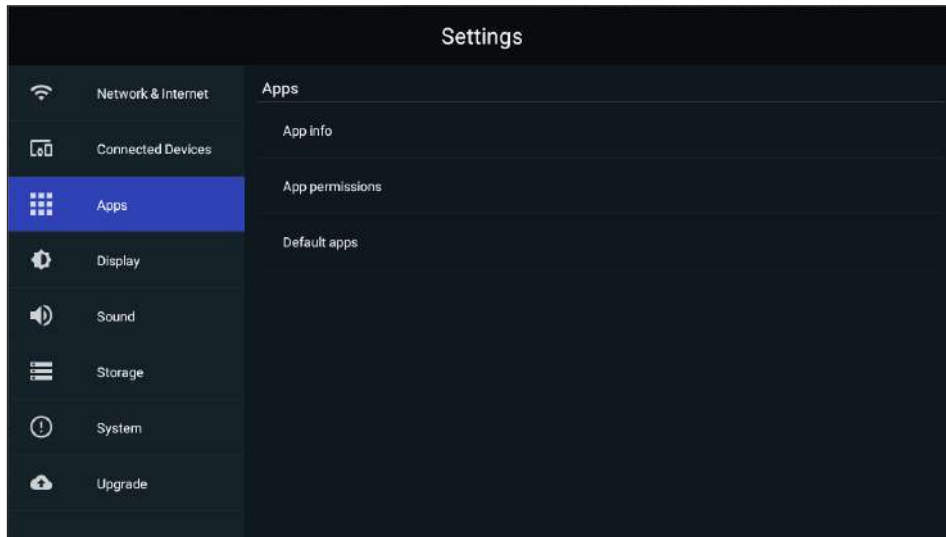 Settings
Network & Internet
Connected Devices
Apps
Display
Sound
Storage
System
Upgrade
Apps
App info
App permissions
Default apps